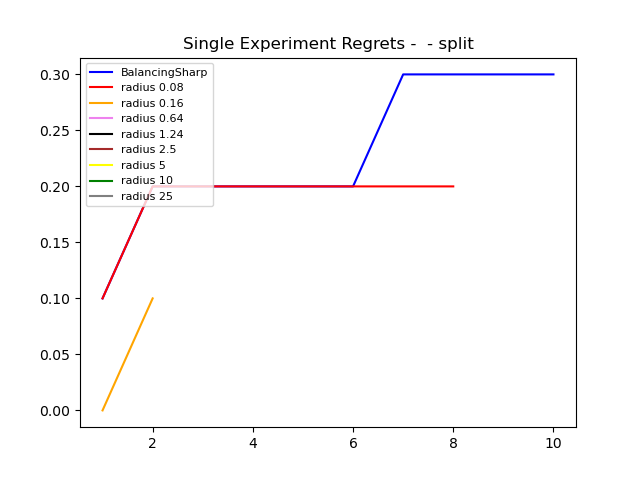 Single Experiment Regrets -  - split
0.30
0.25
0.20
0.15
0.10
0.05
0.00
BalancingSharp
radius 0.08
radius 0.16
radius 0.64
radius 1.24
radius 2.5
radius 5
radius 10
radius 25
2 4 6 8 10